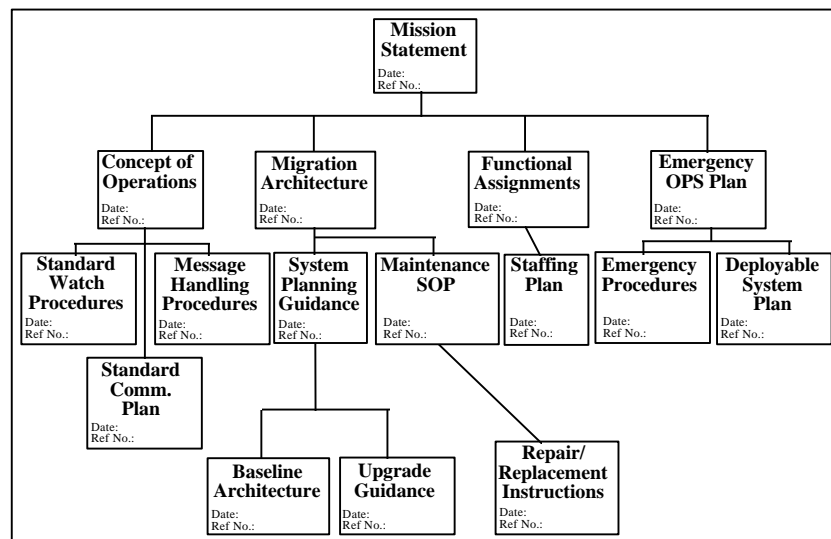 Mission
Statement
Date:
Ref No.:
Concept of
Operations
Date:
Ref No.:
Migration
Architecture
Date:
Ref No.:
Functional
Assignments
Date:
Ref No.:
Emergency
OPS Plan
Date:
Ref No.:
Standard
Watch
Procedures
Date:
Ref No.:
Message
Handling
Procedures
Date:
Ref No.:
System
Planning
Guidance
Date:
Ref No.:
Maintenance
SOP
Date:
Ref No.:
Staffing
Plan
Date:
Ref No.:
Emergency
Procedures
Date:
Ref No.:
Deployable
System
Plan
Date:
Ref No.:
Standard
Comm.
Plan
Date:
Ref No.:
Baseline
Architecture
Date:
Ref No.:
Upgrade
Guidance
Date:
Ref No.:
Repair/
Replacement
Instructions
Date:
Ref No.: